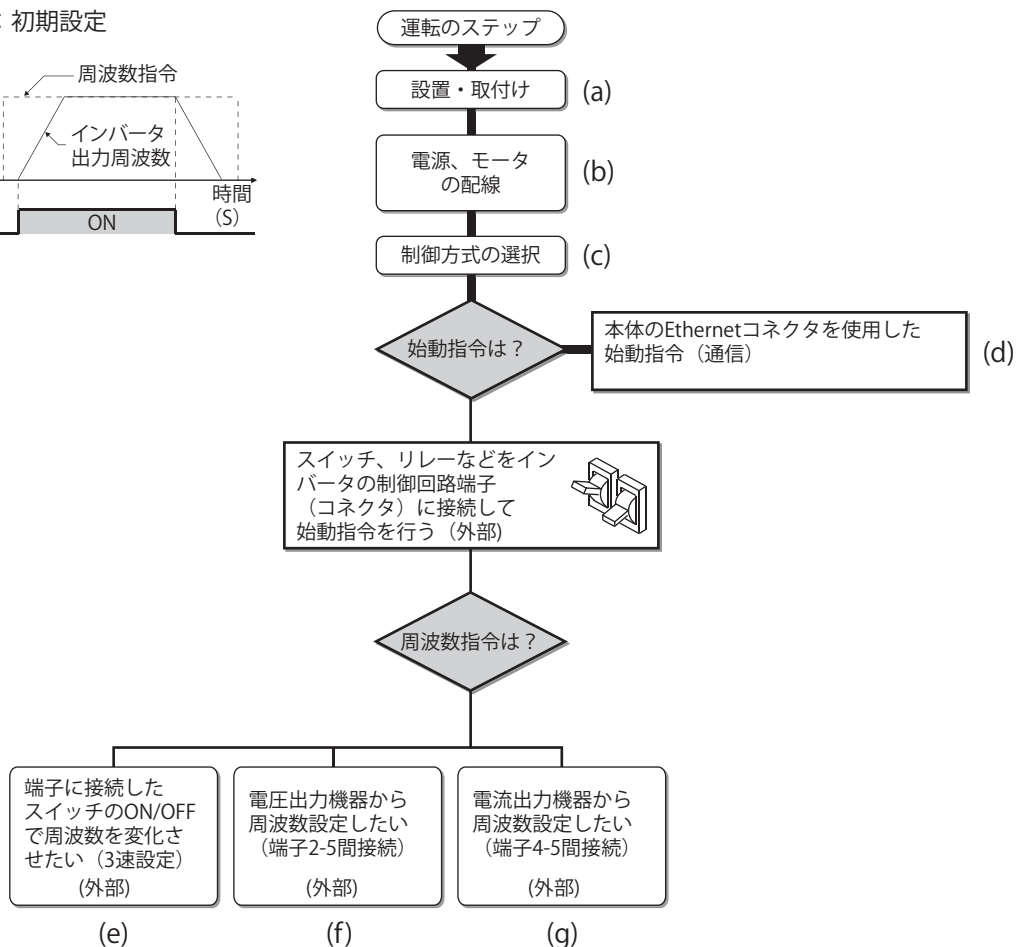 : 初期設定
周波数指令
インバータ
出力周波数
時間
(S)
ON
運転のステップ
設置・取付け
(a)
電源、モータ
の配線
(b)
制御方式の選択
(c)
始動指令は？
本体のEthernetコネクタを使用した
始動指令（通信）
(d)
スイッチ、リレーなどをイン
バータの制御回路端子
（コネクタ）に接続して
始動指令を行う（外部)
周波数指令は？
端子に接続した
スイッチのON/OFF
で周波数を変化さ
せたい（3速設定）
(外部)
(e)
電圧出力機器から
周波数設定したい
（端子2-5間接続）
(外部)
(f)
電流出力機器から
周波数設定したい
（端子4-5間接続）
(外部)
(g)